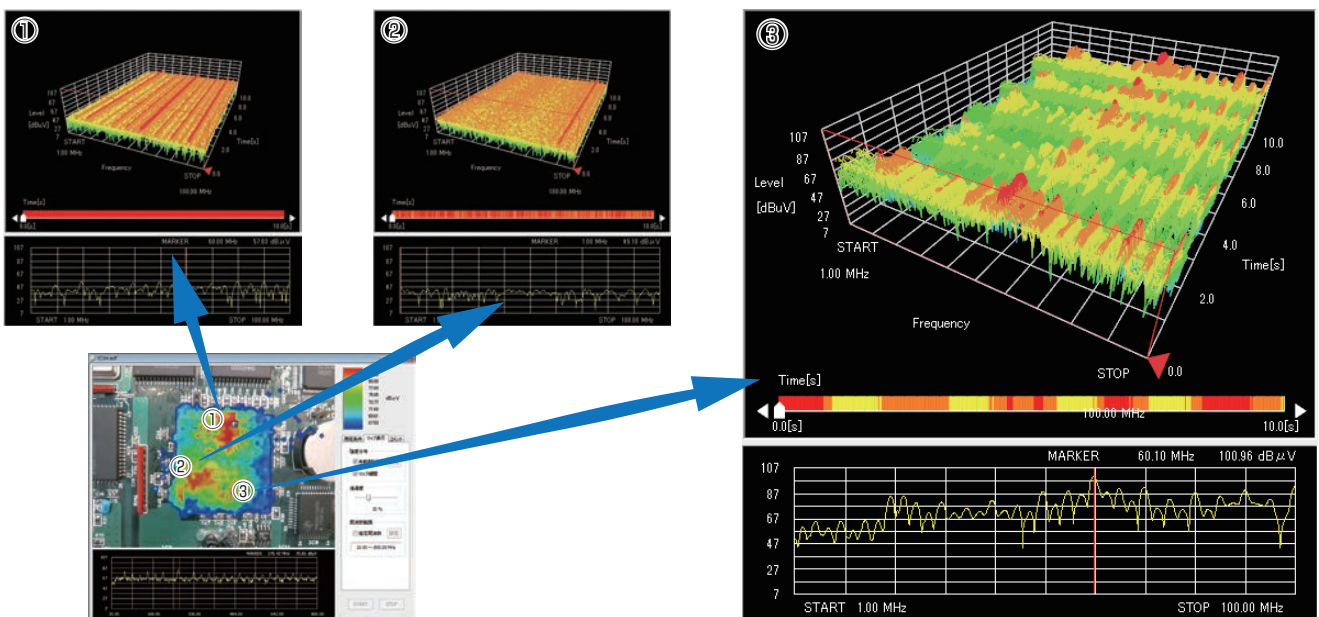 ①
107
87
67
47
27
7
Level
[dBuV]
START
1.00 MHz
Frequency
STOP
100.00 MHz
10.0
8.0
6.0
4.0
2.0
0.0
Time[s]
Time[s]
0.0[s]
10.0[s]
MARKER 60.00 MHz 57.03 dBμV
107
87
67
47
27
7
START 1.00 MHz
STOP 100.00 MHz
②
107
87
67
47
27
7
Level
[dBuV]
START
1.00 MHz
Frequency
STOP
100.00 MHz
10.0
8.0
6.0
4.0
2.0
0.0
Time[s]
Time[s]
0.0[s]
10.0[s]
MARKER 1.00 MHz
107
87
67
47
27
7
START
STOP 100.00 MHz
③
107
87
67
47
27
7
Level
[dBuV]
START
1.00 MHz
Frequency
STOP
10.0
8.0
6.0
4.0
2.0
0.0
Time[s]
Time[s]
100.00 MHz
0.0[s]
10.0[s]
MARKER 60.10 MHz 100.96 dBμV
107
87
67
47
27
7
START 1.00 MHz
STOP 100.00 MHz
①
②
③
dBuV
START
STOP
MARKER